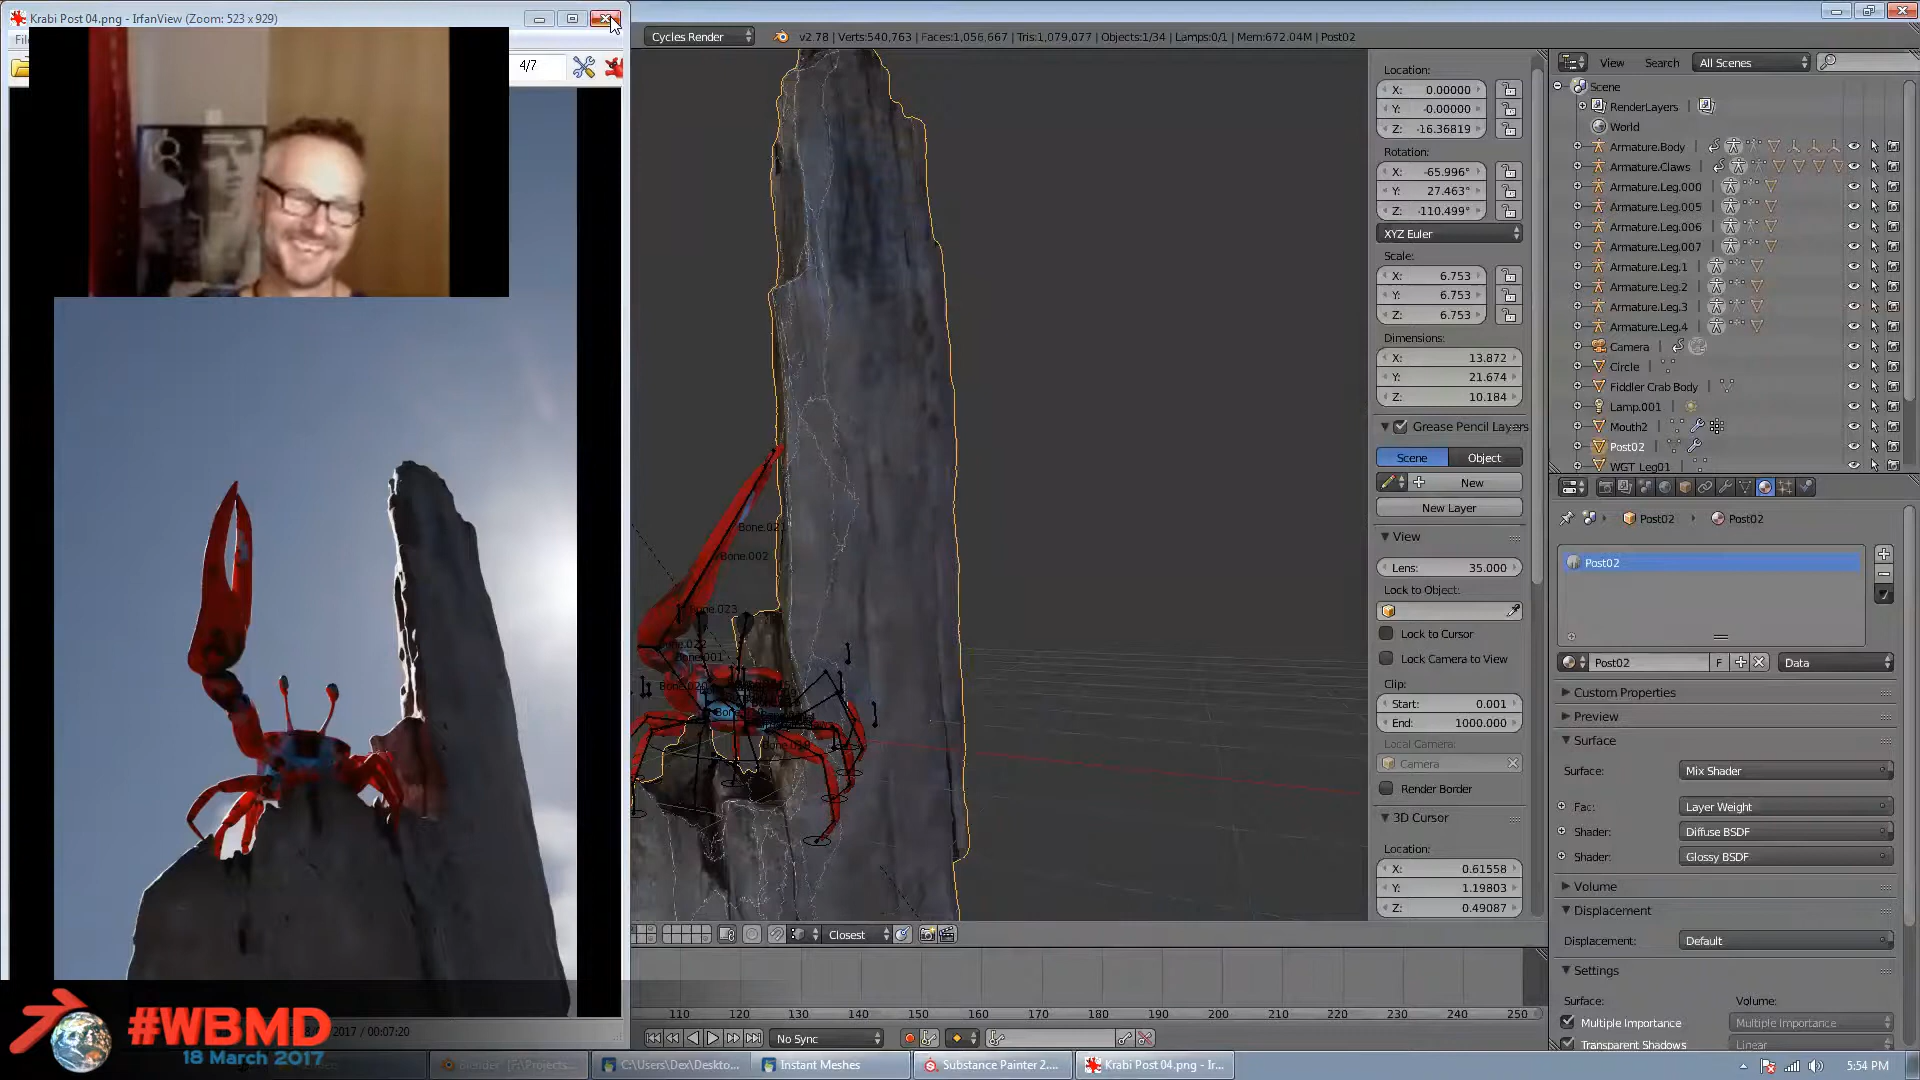 Krabi Post 04.png - IrfanView (Zoom: 523 x 929)
4/7
Cycles Render
v2.78 | Verts:540,763 | Faces:1,056,667 | Tris:1,079,077 | Objects:1/34 | Lamps:0/1 | Mem:672.04M | Post02
View Search All Scenes
Location:
X: 0.00000
Y: -0.00000
Z: -16.36819
Rotation:
X: -65.996°
Y: 27.463°
Z: -110.499°
XYZ Euler
Scale:
X: 6.753
Y: 6.753
Z: 6.753
Dimensions:
X: 13.872
Y: 21.674
Z: 10.184
Grease Pencil Layers
Scene Object
New
New Layer
View
Lens: 35.000
Lock to Object:
Lock to Cursor
Lock Camera to View
Clip:
Start: 0.001
End: 1000.000
Local Camera:
Camera
Render Border
3D Cursor
Location:
X: 0.61558
Y: 1.19803
Z: 0.49087
Scene
RenderLayers
World
Armature.Body
Armature.Claws
Armature.Leg.000
Armature.Leg.005
Armature.Leg.006
Armature.Leg.007
Armature.Leg.1
Armature.Leg.2
Armature.Leg.3
Armature.Leg.4
Camera
Circle
Fiddler Crab Body
Lamp.001
Mouth2
Post02
WGT_Leg01
Post02 Post02
Post02
Post02 F Data
Custom Properties
Preview
Surface
Surface: Mix Shader
Fac: Layer Weight
Shader: Diffuse BSDF
Shader: Glossy BSDF
Volume
Displacement
Displacement: Default
Settings
Surface: Volume:
Multiple Importance Multiple Importance
Transparent Shadows Linear
Bone.021
Bone.002
Bone.023
Bone.001
Closest
110 120 130 140 150 160 170 180 190 200 210 220 230 240 250
No Sync
#WBMD
18 March 2017
2017 / 00:07:20
Blender [F:\Projects...
C:\Users\Dex\Deskto...
Instant Meshes
Substance Painter 2....
Krabi Post 04.png - Ir...
5:54 PM